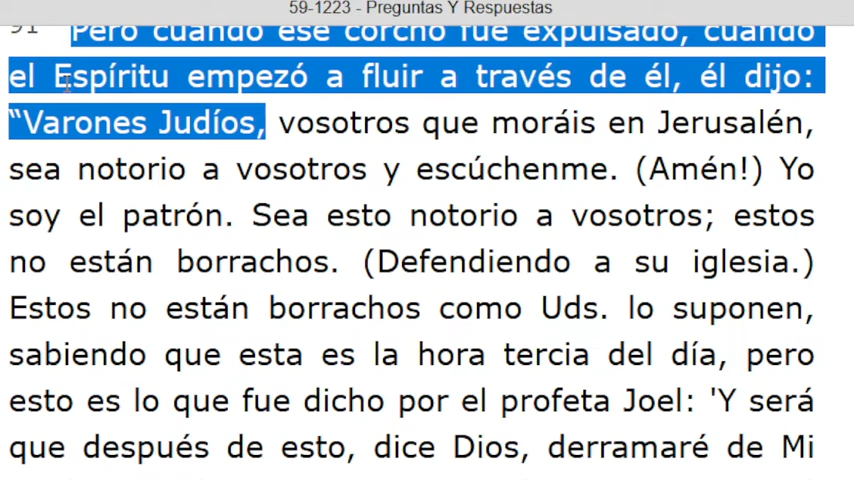 59-1223 - Preguntas Y Respuestas
91 Pero cuando ese corcho fue expulsado, cuando
el Espíritu empezó a fluir a través de él, él dijo:
“Varones Judíos, vosotros que moráis en Jerusalén,
sea notorio a vosotros y escúchenme. (Amén!) Yo
soy el patrón. Sea esto notorio a vosotros; estos
no están borrachos. (Defendiendo a su iglesia.)
Estos no están borrachos como Uds. lo suponen,
sabiendo que esta es la hora tercia del día, pero
esto es lo que fue dicho por el profeta Joel: 'Y será
que después de esto, dice Dios, derramaré de Mi